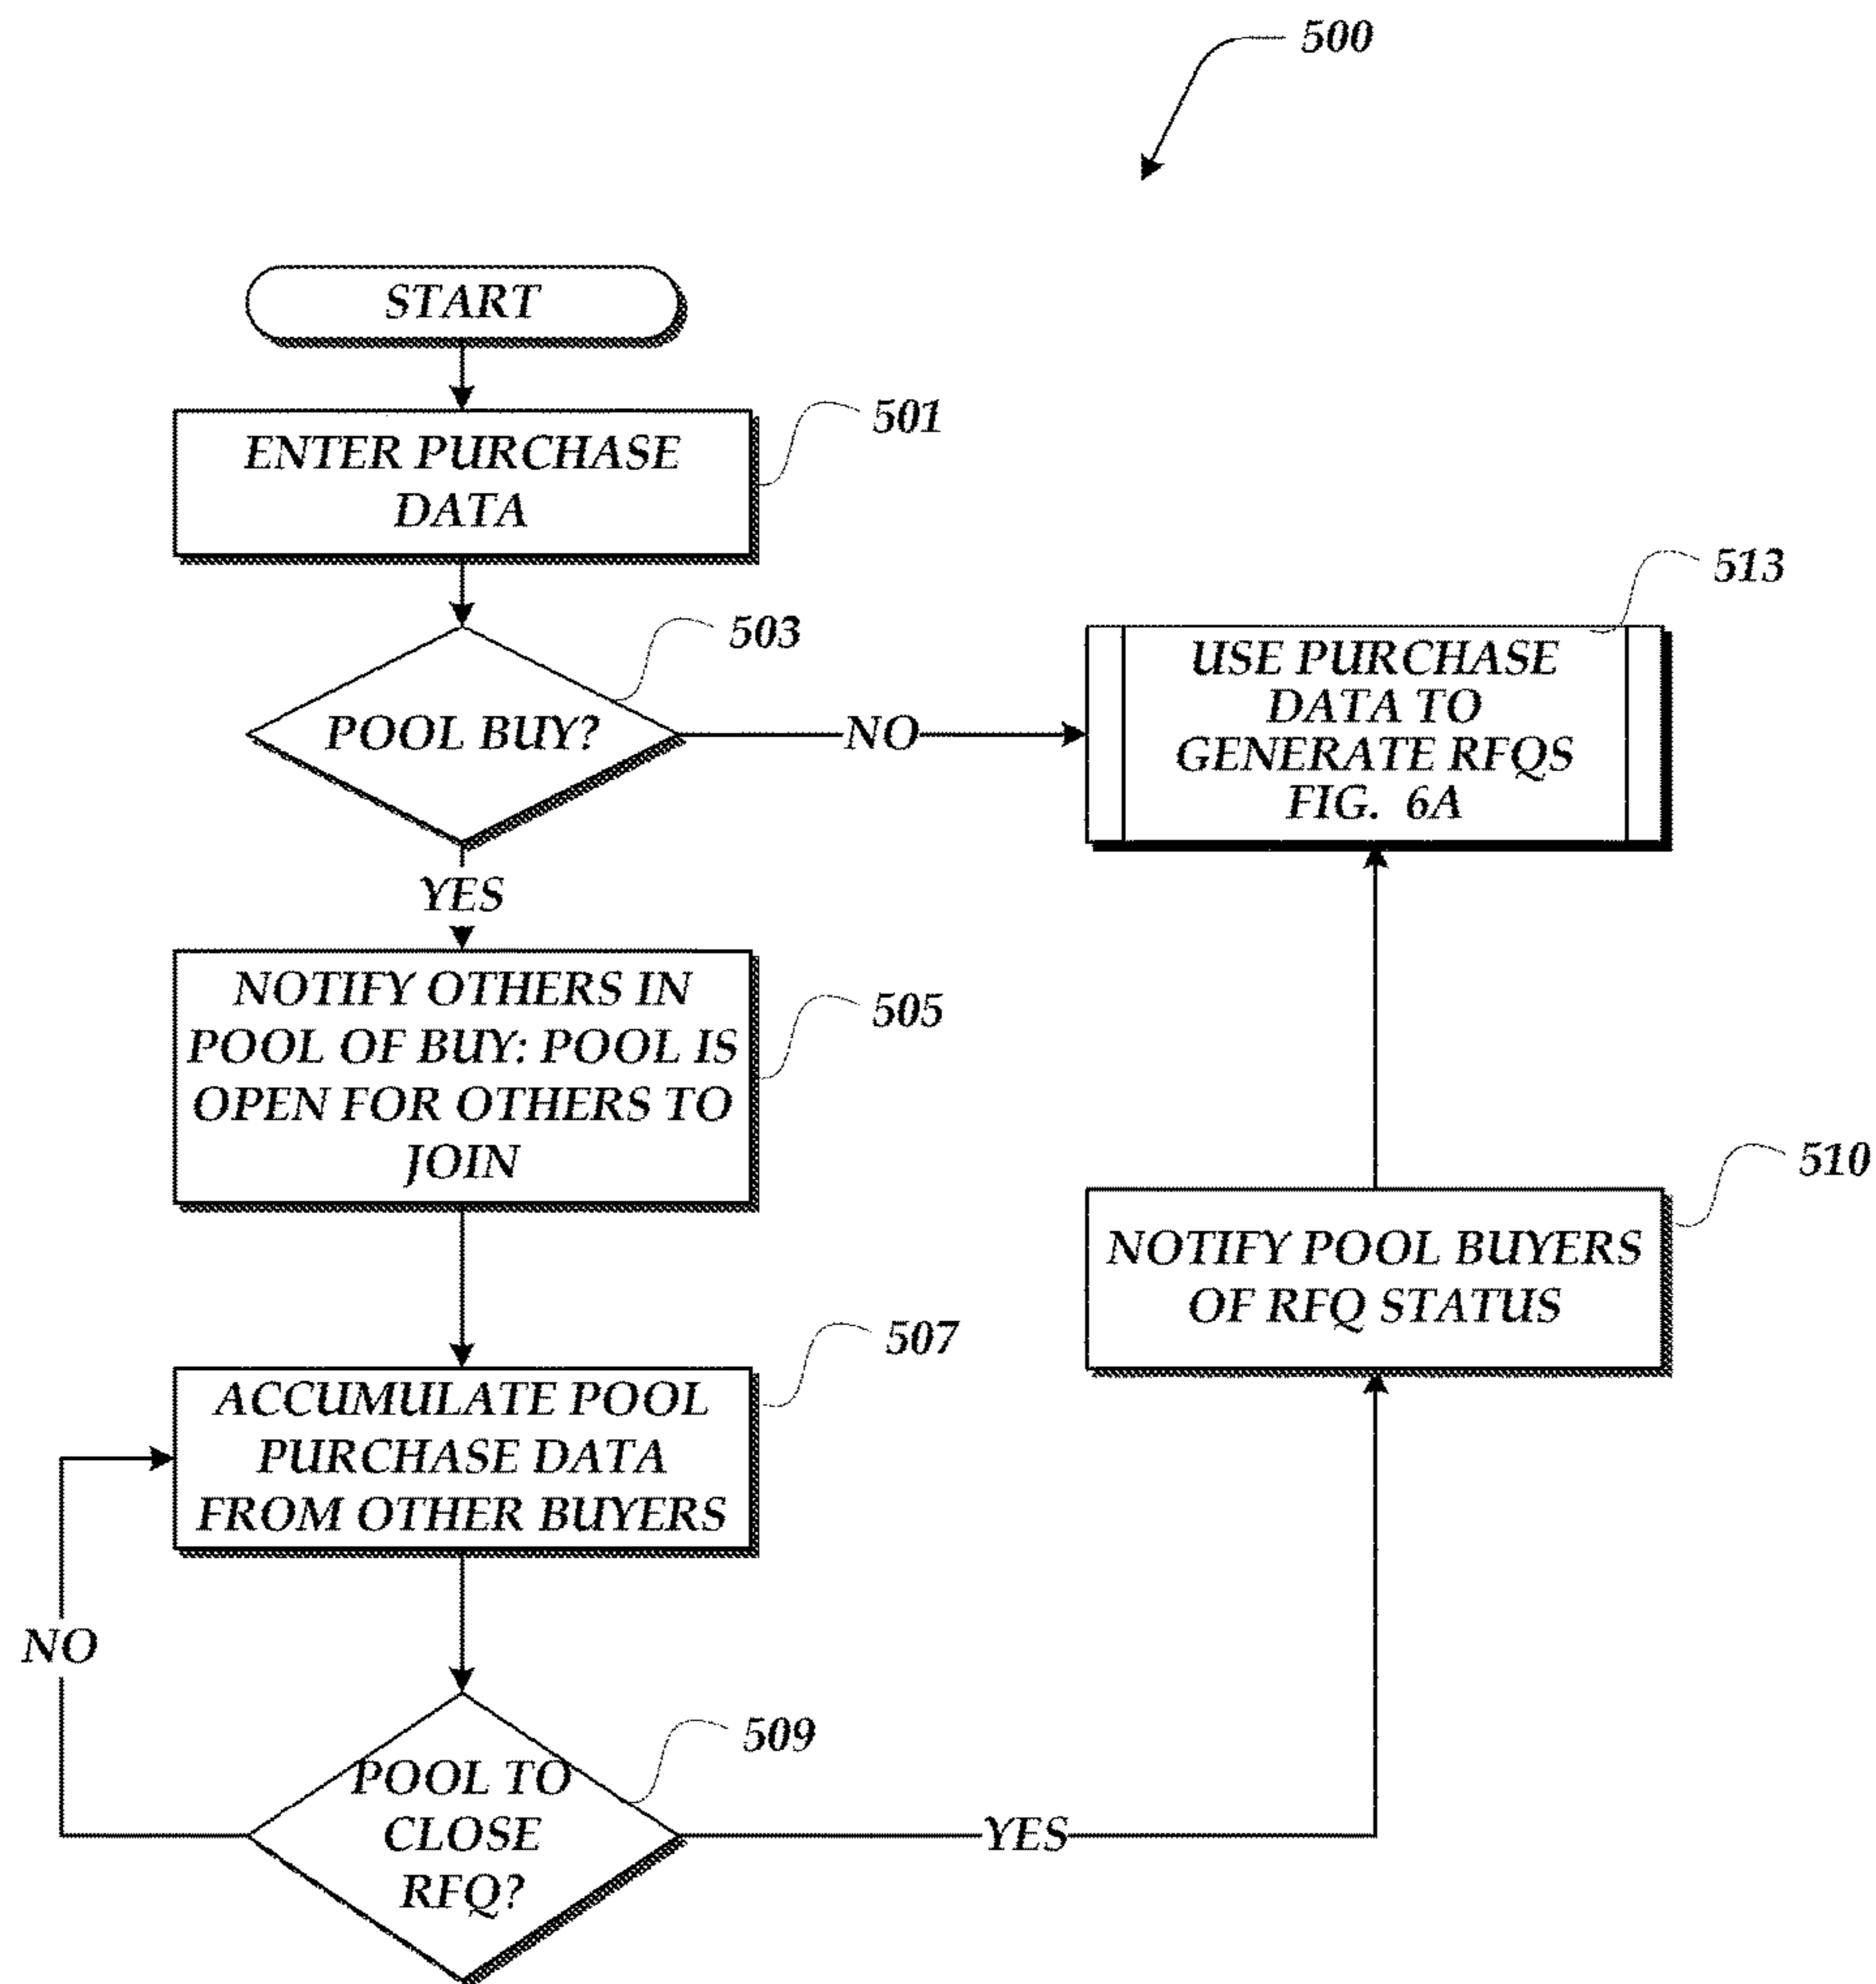 500
START
ENTER PURCHASE
DATA
501
POOL BUY?
503
NO
USE PURCHASE
DATA TO
GENERATE RFQS
FIG. 6A
513
YES
NOTIFY OTHERS IN
POOL OF BUY: POOL IS
OPEN FOR OTHERS TO
JOIN
505
ACCUMULATE POOL
PURCHASE DATA
FROM OTHER BUYERS
507
NO
POOL TO
CLOSE
RFQ?
509
YES
NOTIFY POOL BUYERS
OF RFQ STATUS
510